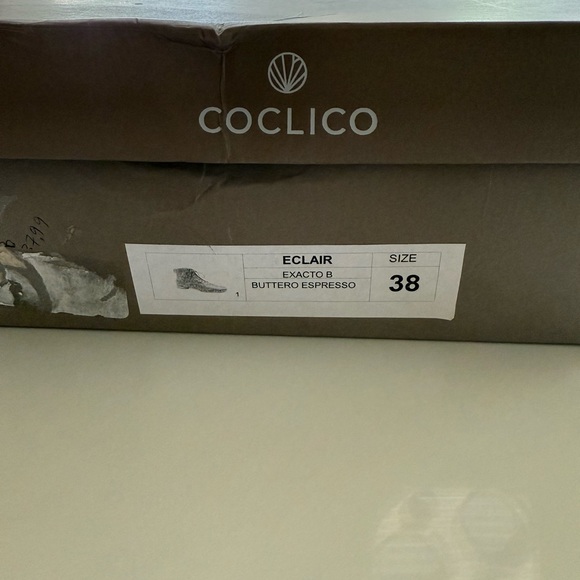 COCLICO
ECLAIR
SIZE
EXACTO B
BUTTERO ESPRESSO
38
1